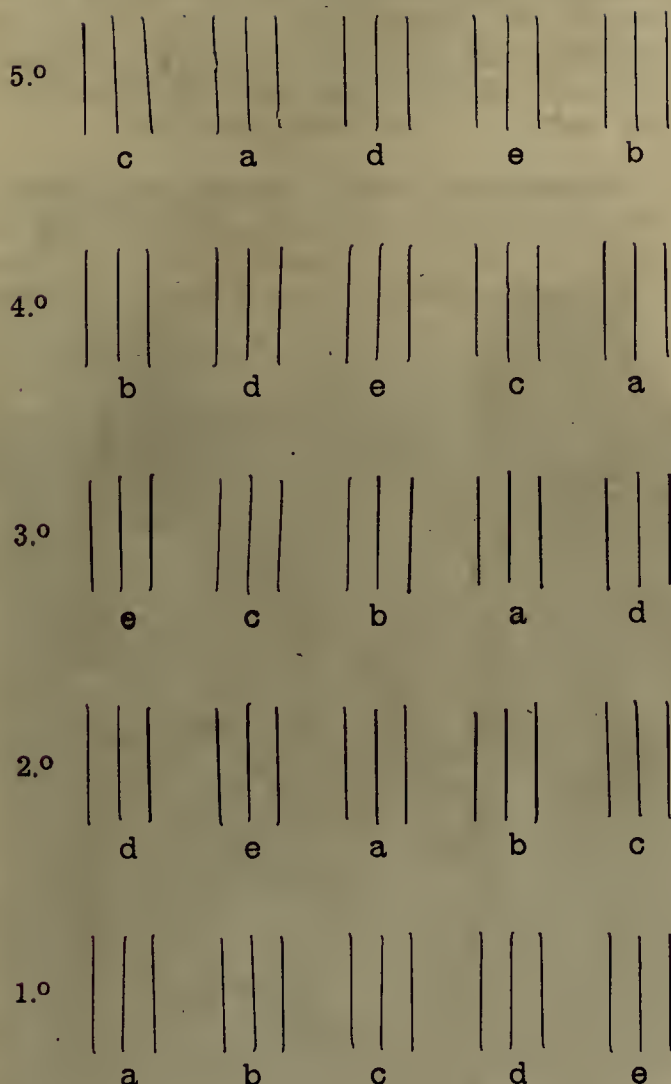 5.º
c a d e b
4.º
b d e c a
3.º
e c b a d
2.º
d e a b c
1.º
a b c d e